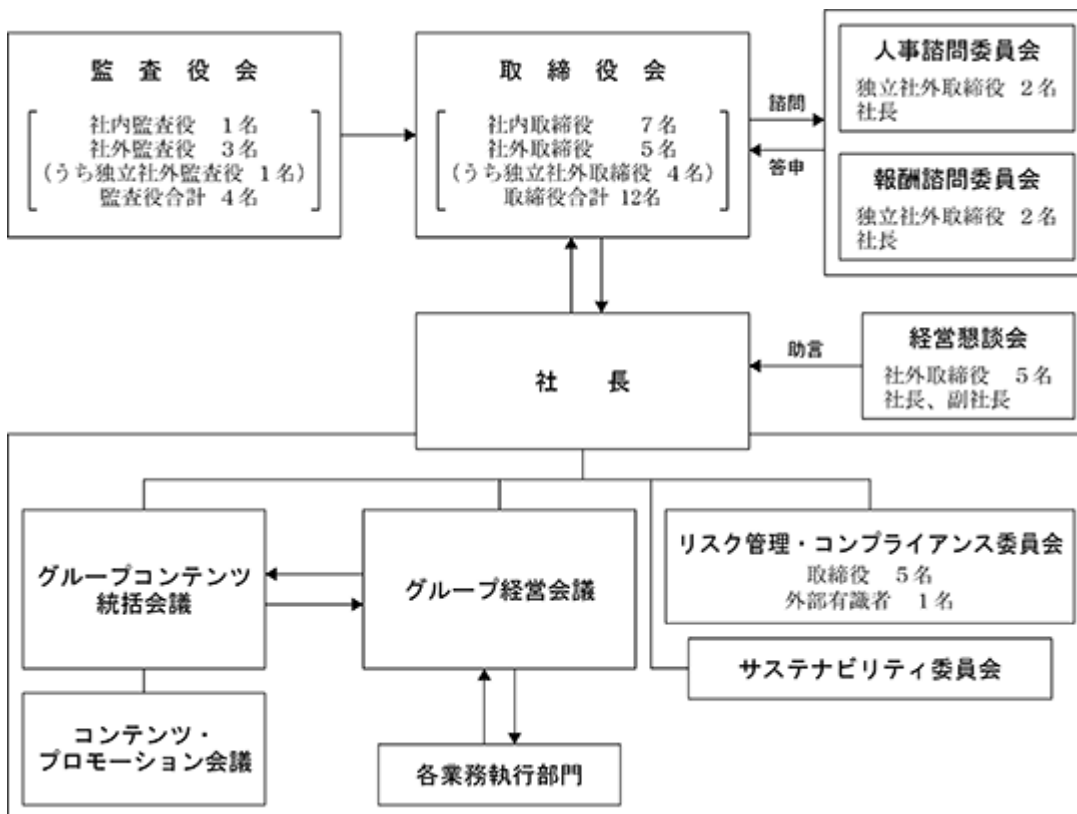 監査役会
社内監査役 1名
社外監査役 3名
(うち独立社外監査役 1名)
監査役合計 4名
取締役会
社内取締役 7名
社外取締役 5名
(うち独立社外取締役 4名)
取締役合計 12名
諮問
答申
人事諮問委員会
独立社外取締役 2名
社長
報酬諮問委員会
独立社外取締役 2名
社長
社長
助言
経営懇談会
社外取締役 5名
社長、副社長
グループコンテンツ
統括会議
グループ経営会議
リスク管理・コンプライアンス委員会
取締役 5名
外部有識者 1名
サステナビリティ委員会
コンテンツ・
プロモーション会議
各業務執行部門